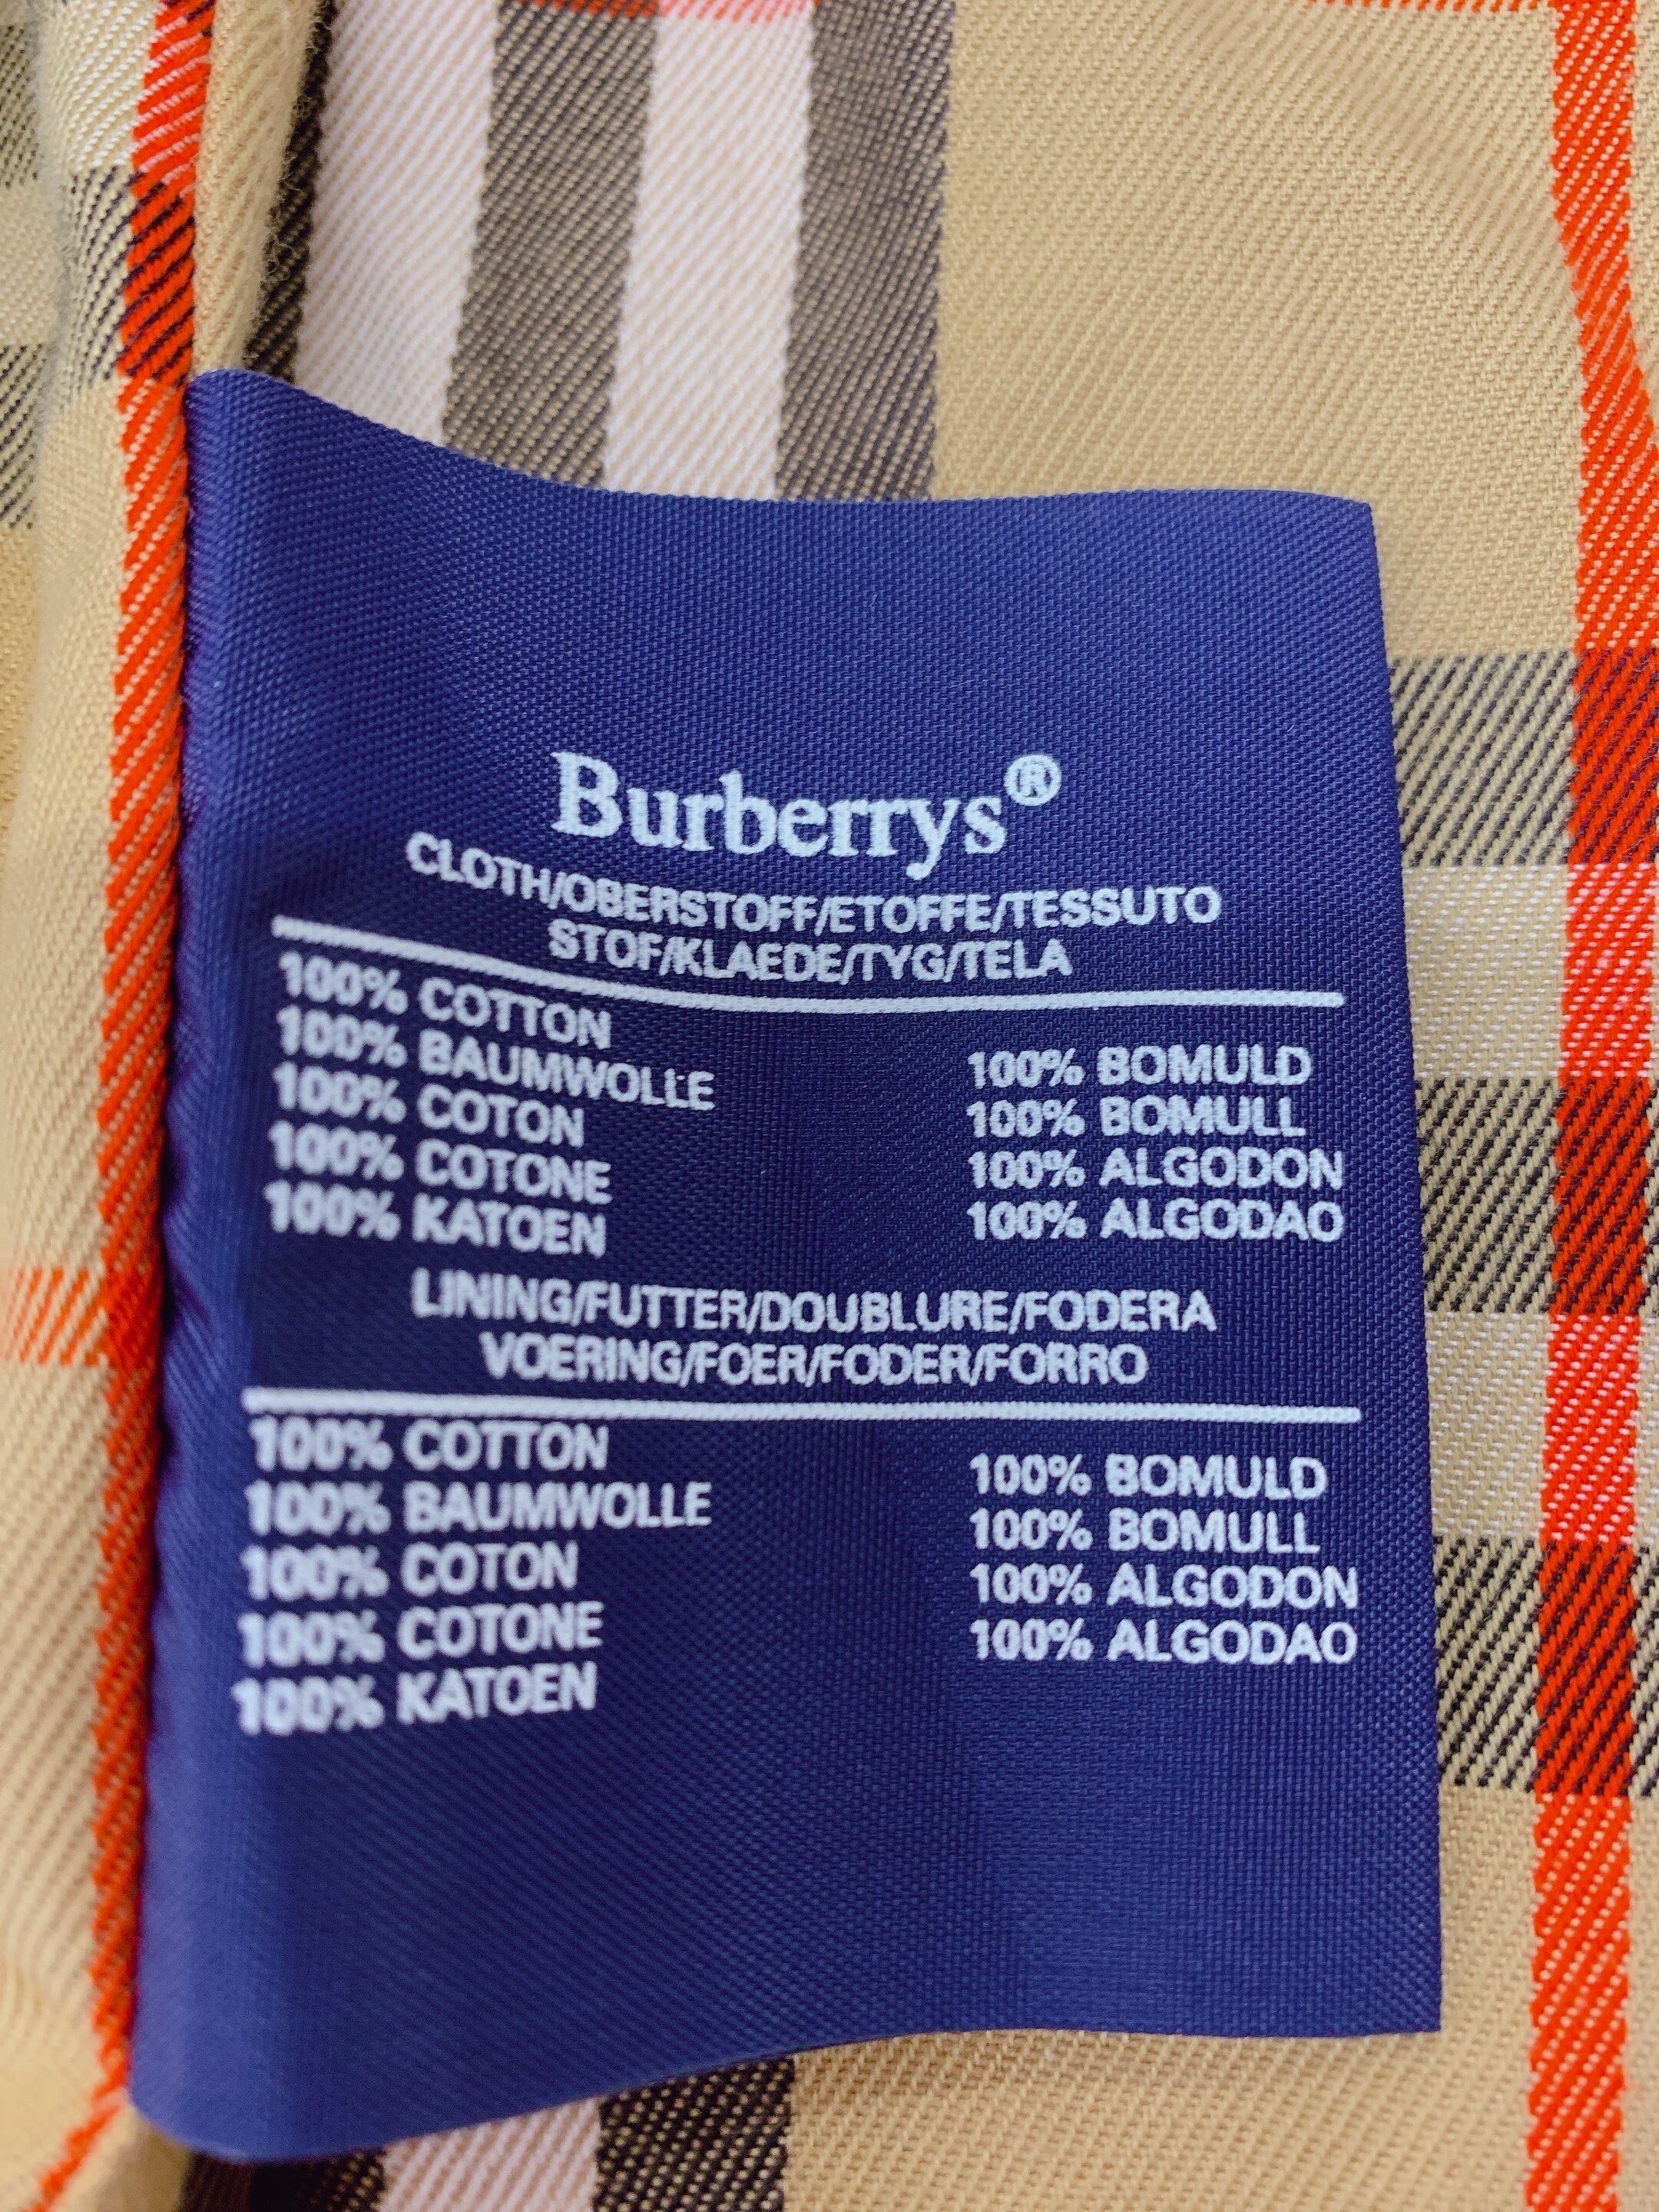 Burberrys®
CLOTH/OBERSTOFF/ETOFFE/TESSUTO
STOF/KLAEDE/TYG/TELA
100% COTTON
100% BAUMWOLLE
100% COTON
100% COTONE
100% KATOEN
100% BOMULD
100% BOMULL
100% ALGODON
100% ALGODAO
LINING/FUTTER/DOUBLURE/FODERA
VOERING/FOER/FODER/FORRO
100% COTTON
100% BAUMWOLLE
100% COTON
100% COTONE
100% KATOEN
100% BOMULD
100% BOMULL
100% ALGODON
100% ALGODAO